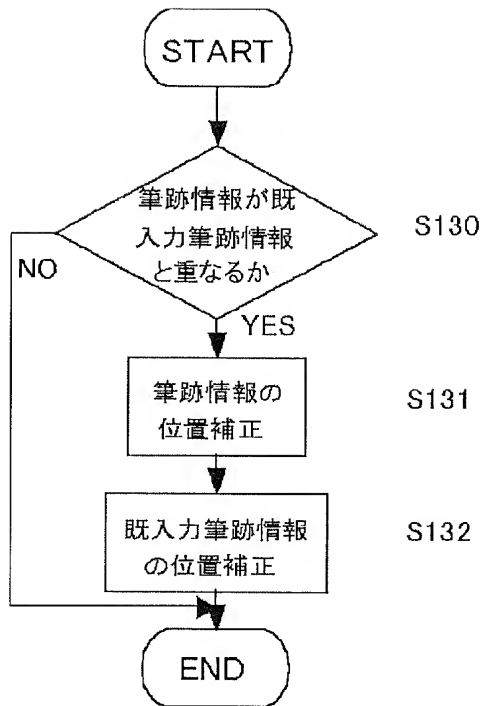 START
筆跡情報が既
入力筆跡情報
と重なるか
S130
NO
YES
筆跡情報の
位置補正
S131
既入力筆跡情報
の位置補正
S132
END